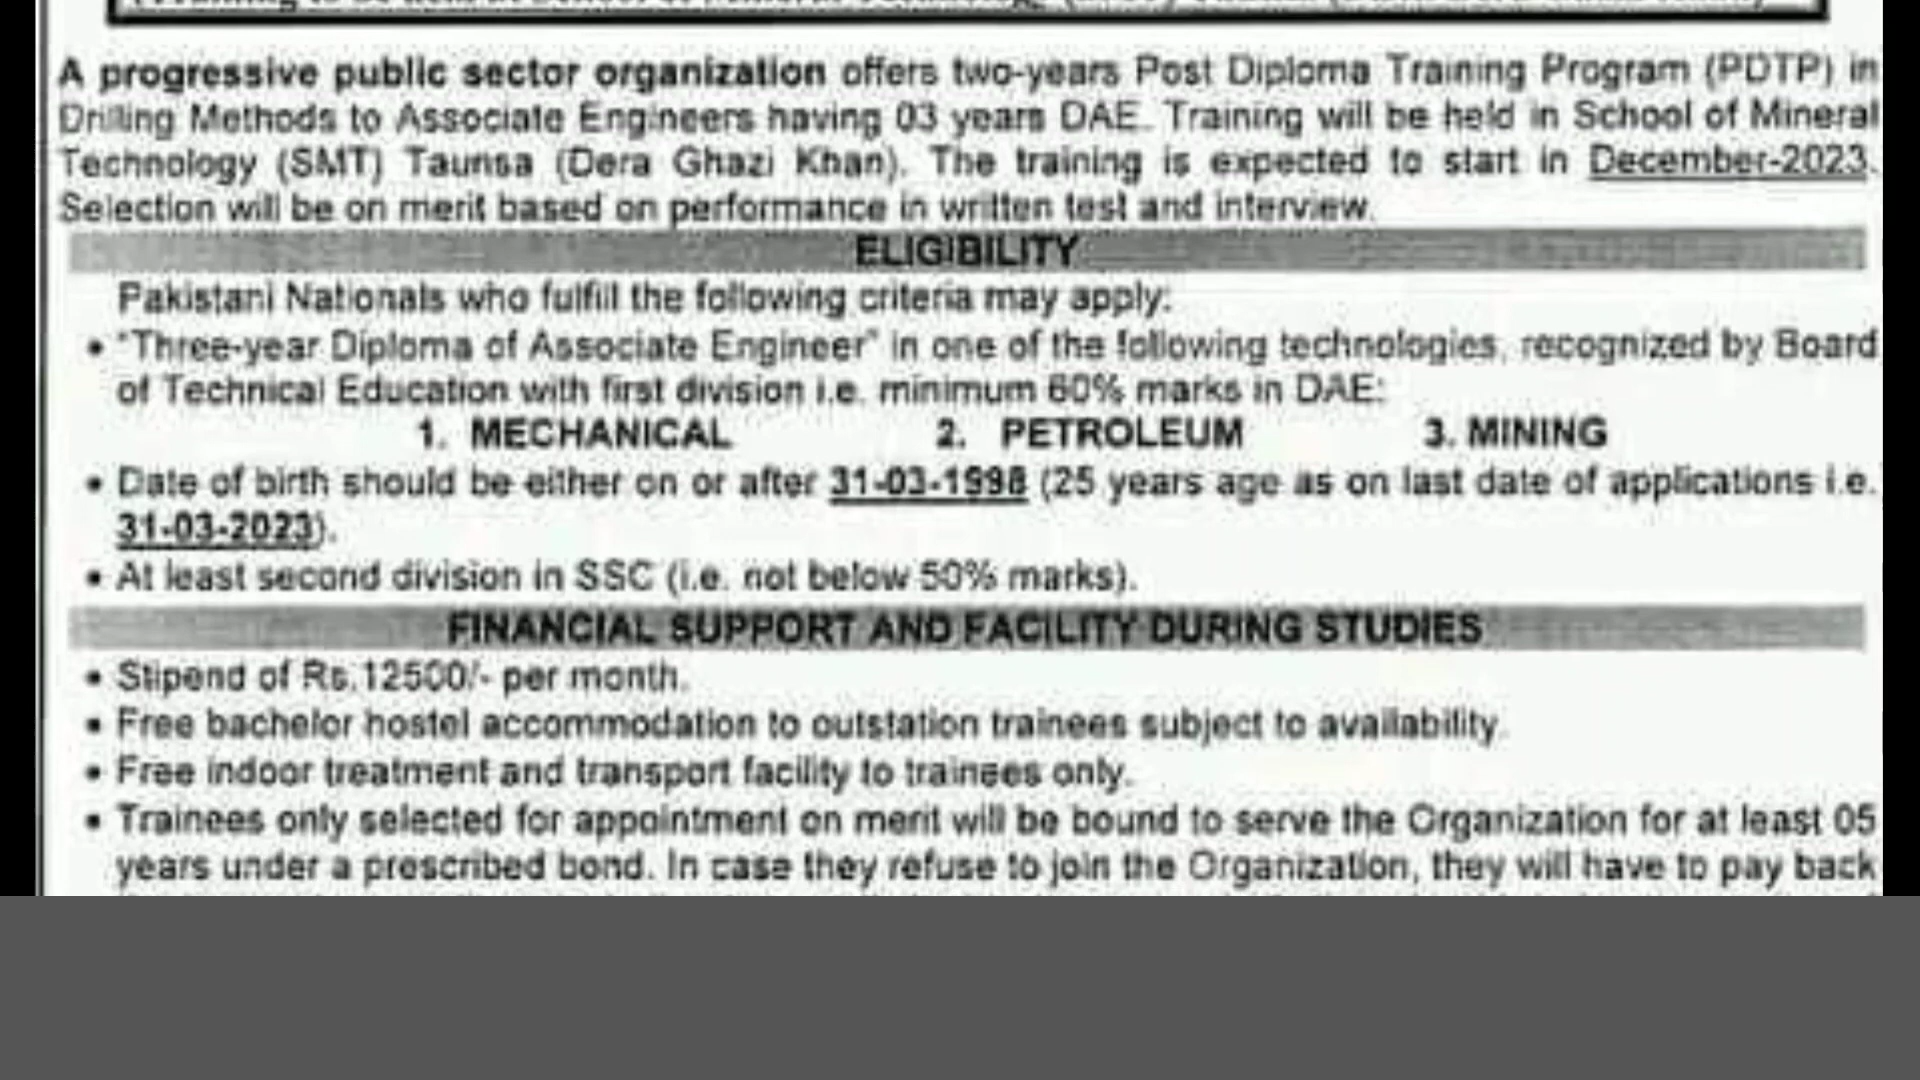 A progressive public sector organization offers two-years Post Diploma Training Program (PDTP) in
Drilling Methods to Associate Engineers having 03 years DAE. Training will be held in School of Mineral
Technology (SMT) Taunsa (Dera Ghazi Khan). The training is expected to start in December-2023.
Selection will be on merit based on performance in written test and interview.
ELIGIBILITY
Pakistani Nationals who fulfill the following criteria may apply:
• "Three-year Diploma of Associate Engineer" in one of the following technologies, recognized by Board
of Technical Education with first division i.e. minimum 60% marks in DAE:
1. MECHANICAL 2. PETROLEUM 3. MINING
• Date of birth should be either on or after 31-03-1998 (25 years age as on last date of applications i.e.
31-03-2023).
• At least second division in SSC (i.e. not below 50% marks).
FINANCIAL SUPPORT AND FACILITY DURING STUDIES
• Stipend of Rs.12500/- per month.
• Free bachelor hostel accommodation to outstation trainees subject to availability.
• Free indoor treatment and transport facility to trainees only.
• Trainees only selected for appointment on merit will be bound to serve the Organization for at least 05
years under a prescribed bond. In case they refuse to join the Organization, they will have to pay back